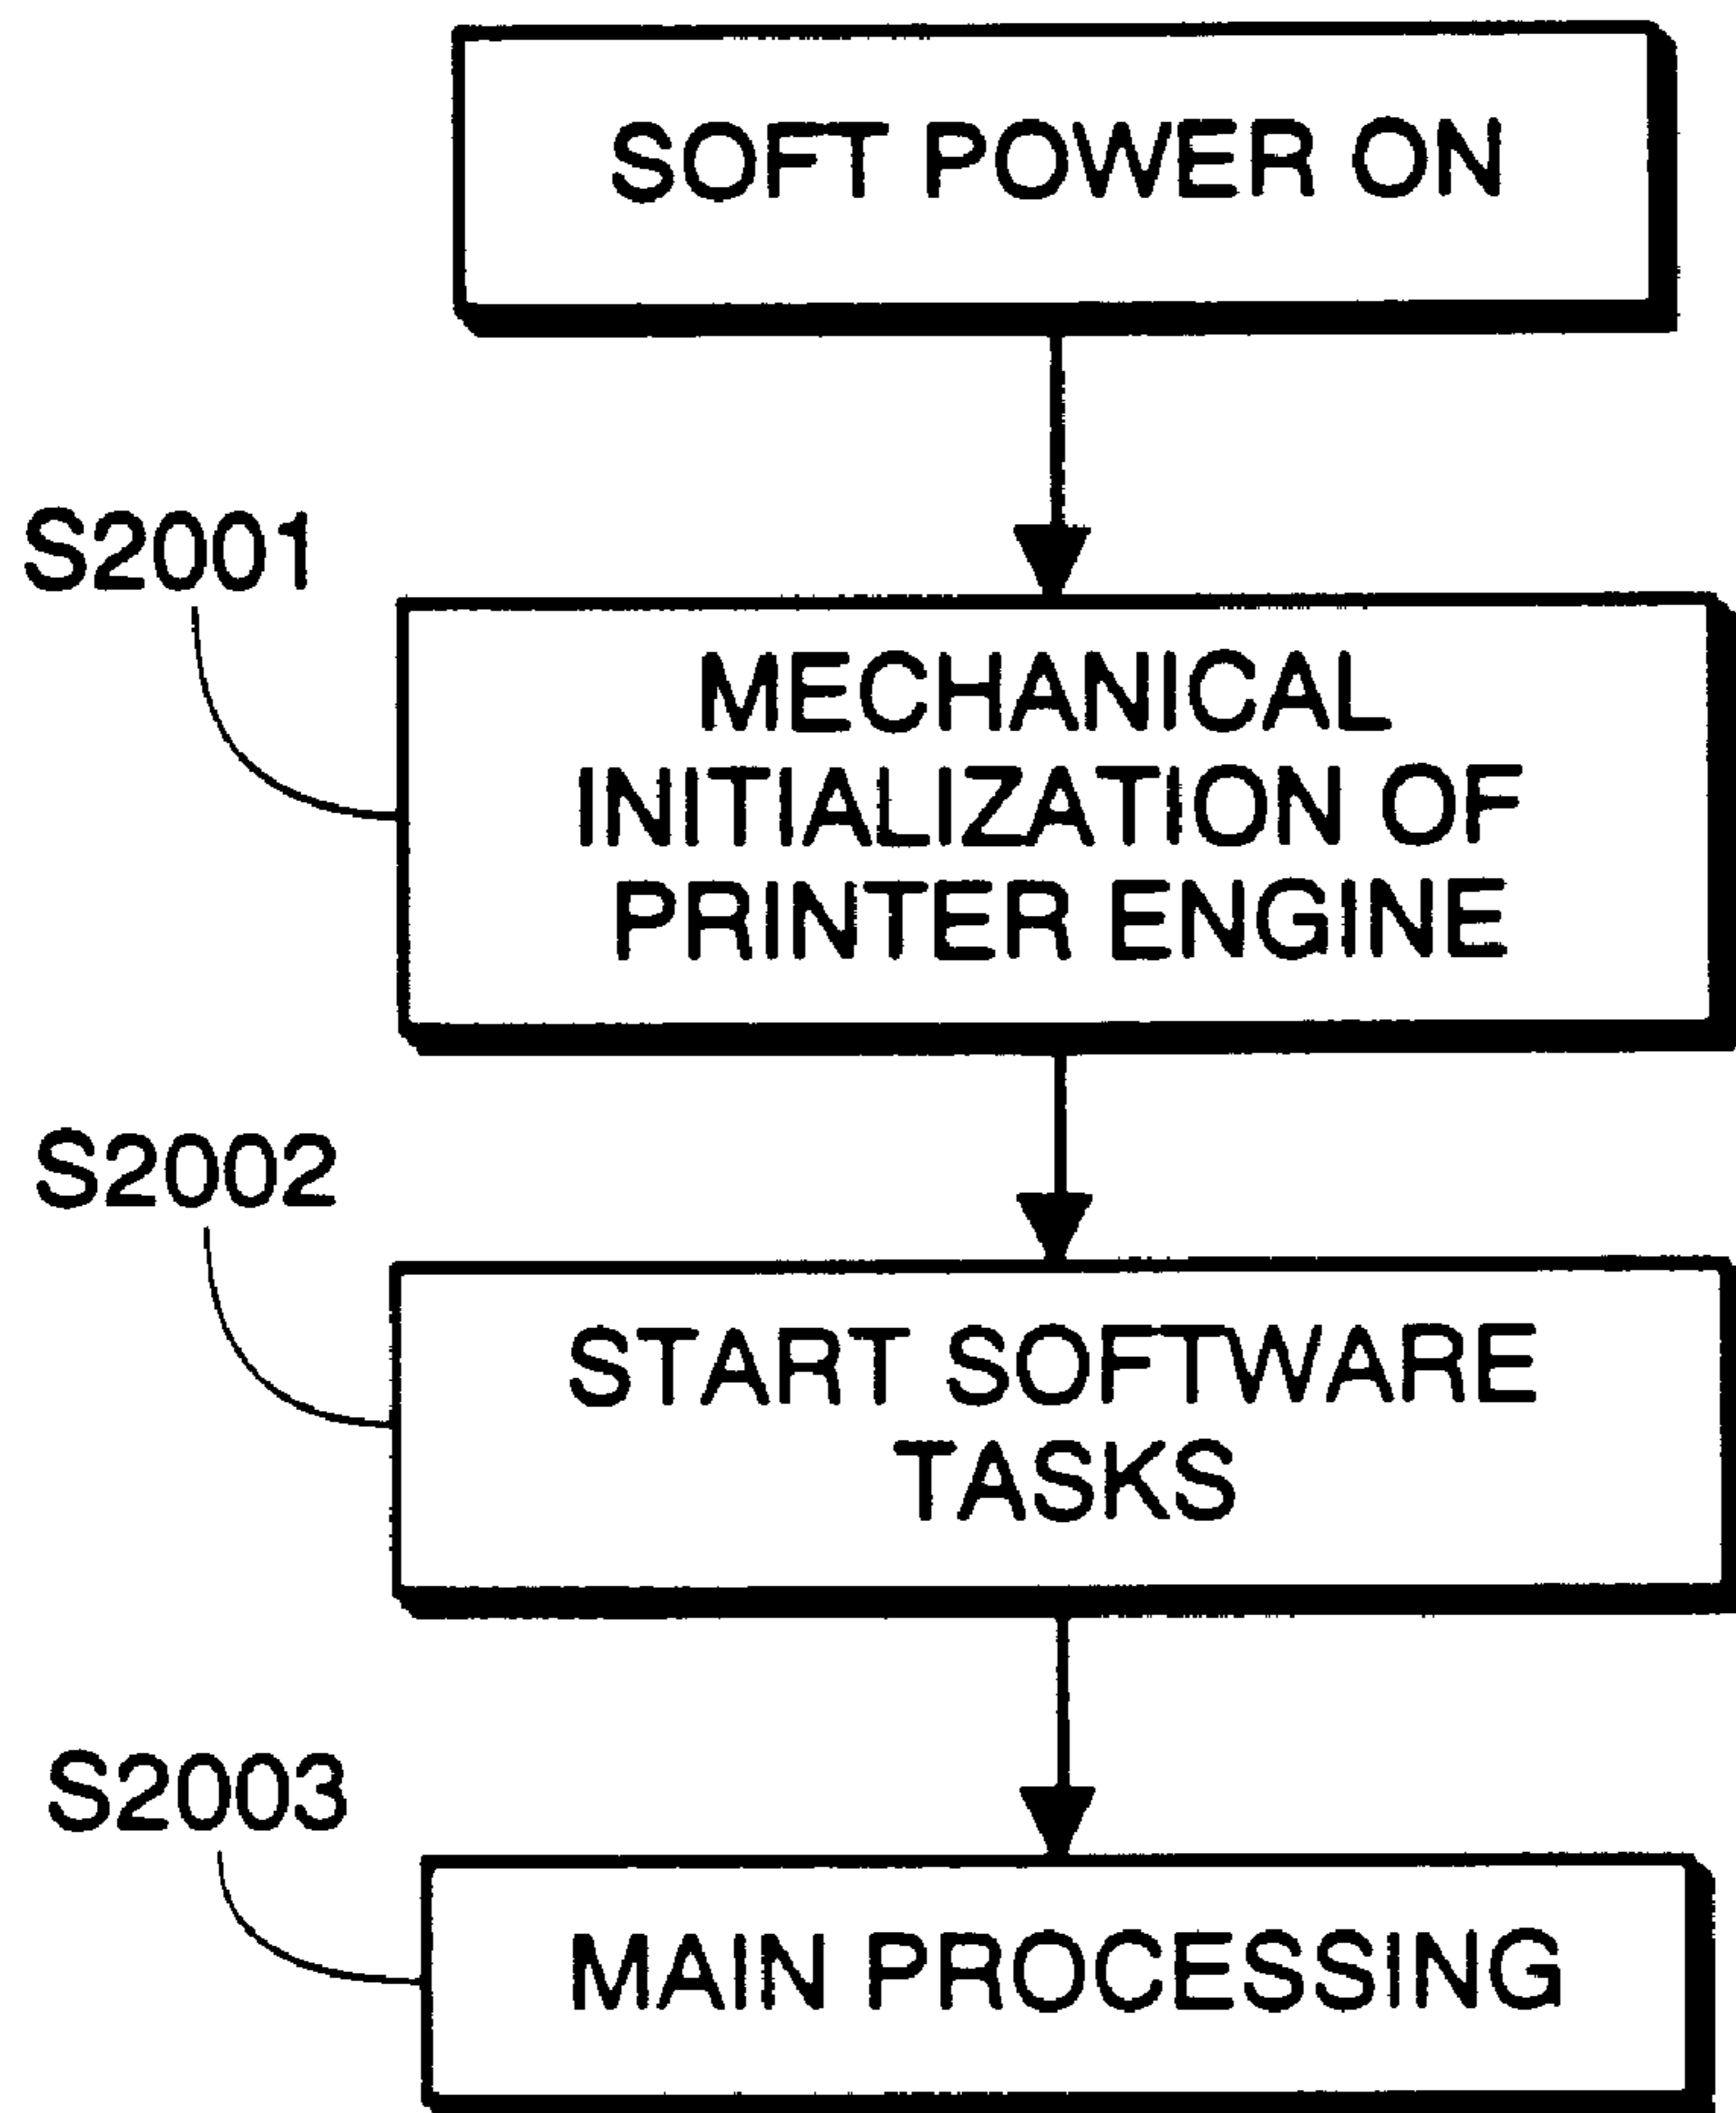 SOFT POWER ON
S2001
MECHANICAL
INITIALIZATION OF
PRINTER ENGINE
S2002
START SOFTWARE
TASKS
S2003
MAIN PROCESSING